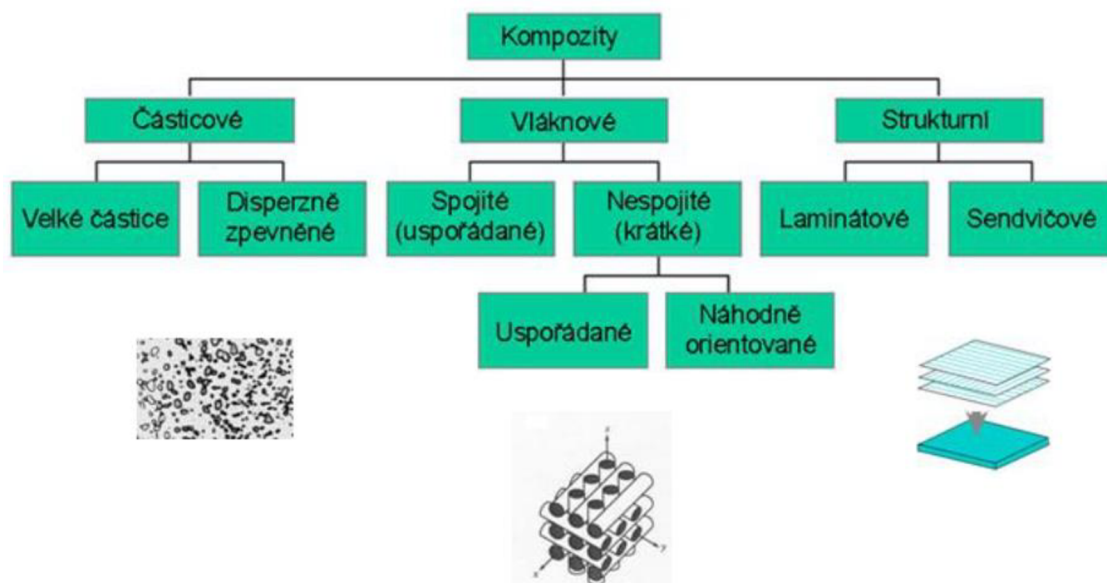 Kompozity
Částicové
Vláknové
Strukturní
Velké částice
Disperzně
zpevněné
Spojité
(uspořádané)
Nespojité
(krátké)
Laminátové
Sendvičové
Uspořádané
Náhodně
orientované
z
x
y